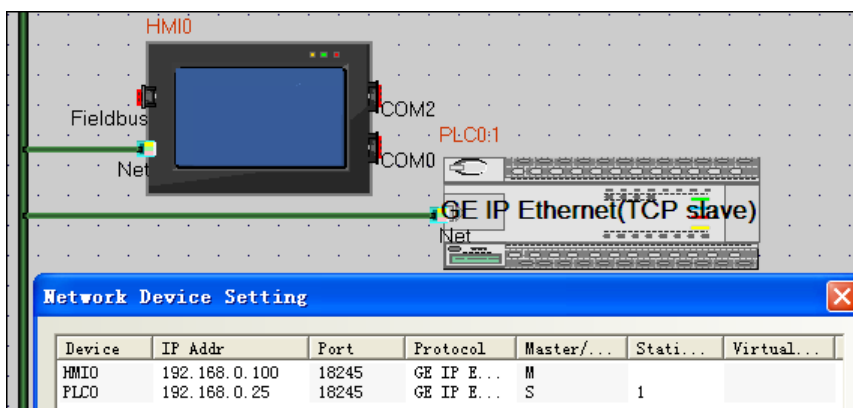 HMI0
Fieldbus
COM2
PLC0:1
Net
COM0
GE IP Ethernet(TCP slave)
Net
Network Device Setting
Device IP Addr Port Protocol Master/... Stati... Virtual...
HMI0 192.168.0.100 18245 GE IP E... M
PLC0 192.168.0.25 18245 GE IP E... S 1